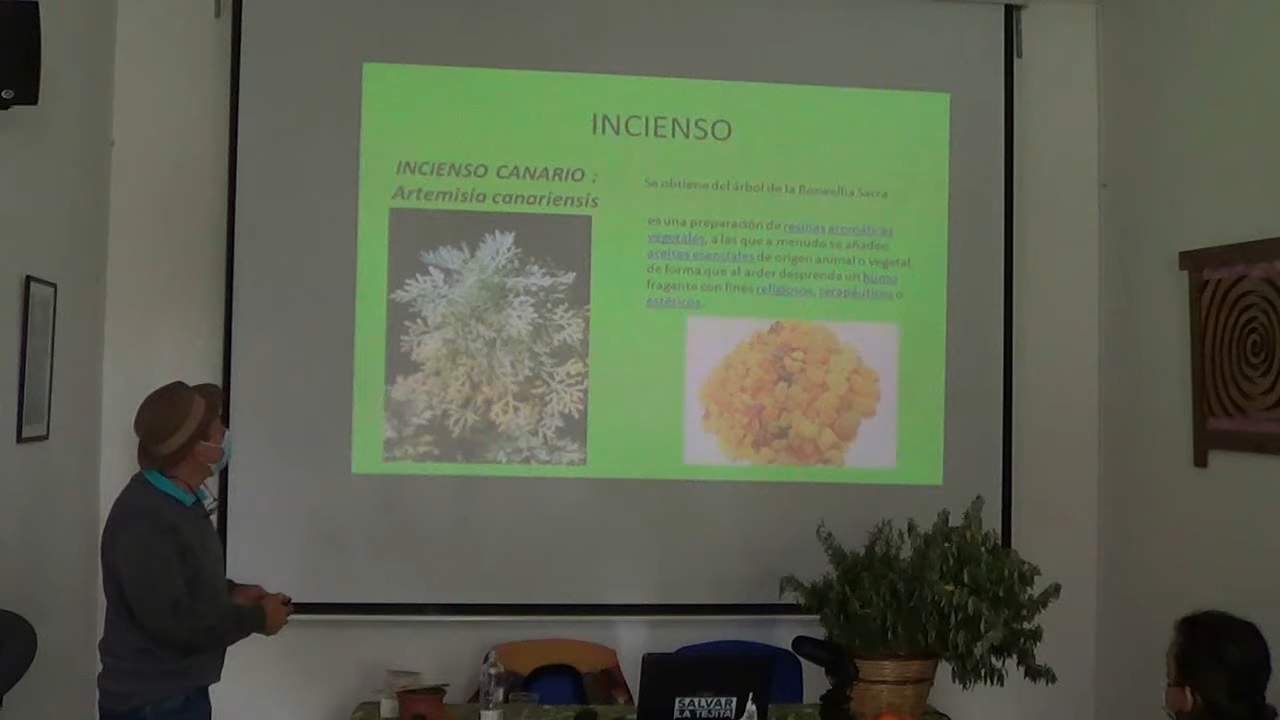 INCIENSO
INCIENSO CANARIO :
Artemisia canariensis
Se obtiene del árbol de la Boswellia Sacra
es una preparación de resinas aromáticas
vegetales, a las que a menudo se añaden
aceites esenciales de origen animal o vegetal,
de forma que al arder desprenda un humo
fragante con fines religiosos, terapéuticos o
estéticos.
SALVAR
LA TEJITA